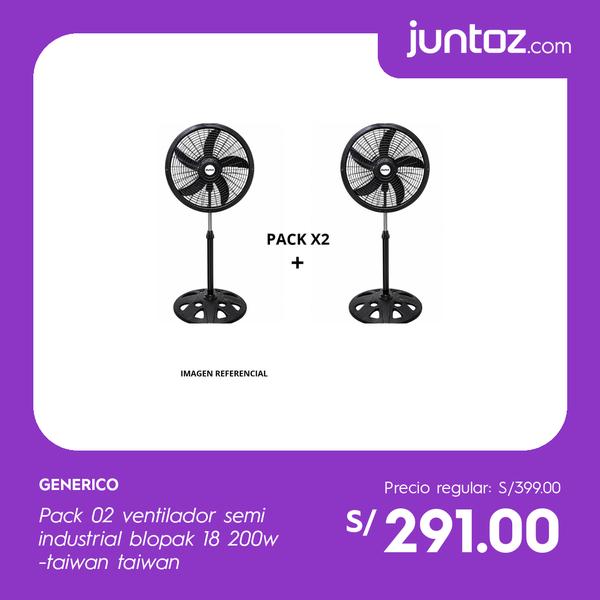 juntoz.com
PACK X2
+
IMAGEN REFERENCIAL
GENERICO
Pack 02 ventilador semi
industrial blopak 18 200w
-taiwan taiwan
Precio regular: S/399.00
S/ 291.00